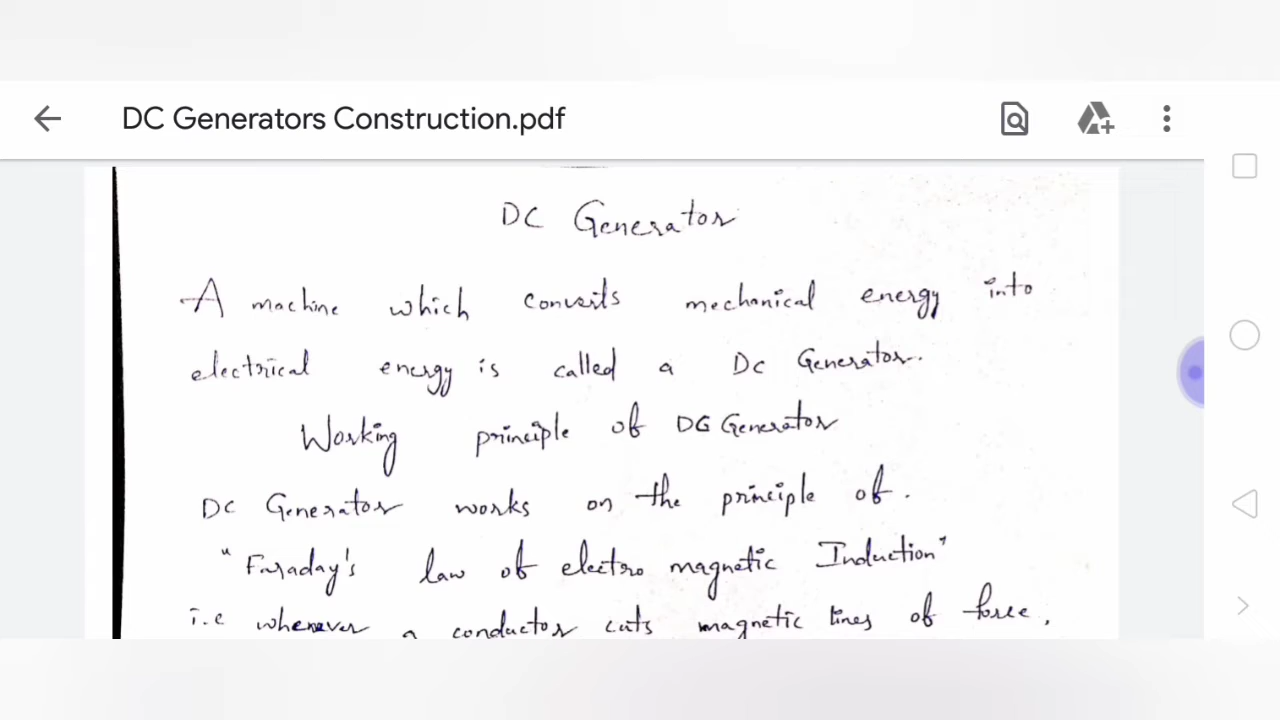 DC Generators Construction.pdf
DC Generator
A machine which converts mechanical energy into
electrical energy is called a DC Generator.
Working principle of DC Generator
DC Generator works on the principle of.
"Faraday's law of electro magnetic Induction"
i.e whenever a conductor cuts magnetic lines of force,